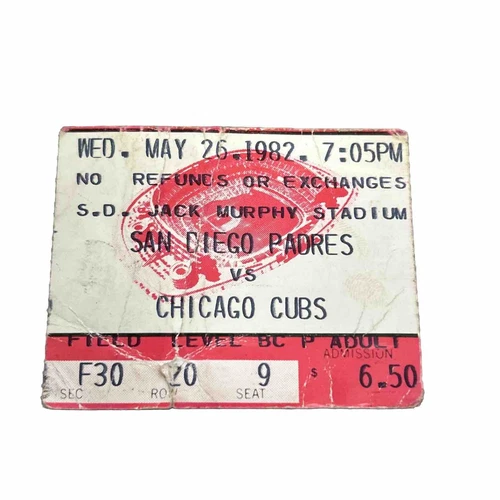 WED. MAY 26.1982. 7:05PM
NO REFUNDS OR EXCHANGES
S.D. JACK MURPHY STADIUM
SAN DIEGO PADRES
VS
CHICAGO CUBS
FIELD LEVEL BC P ADULT
ADMISSION
F30 20 9 $ 6.50
SEC ROW SEAT